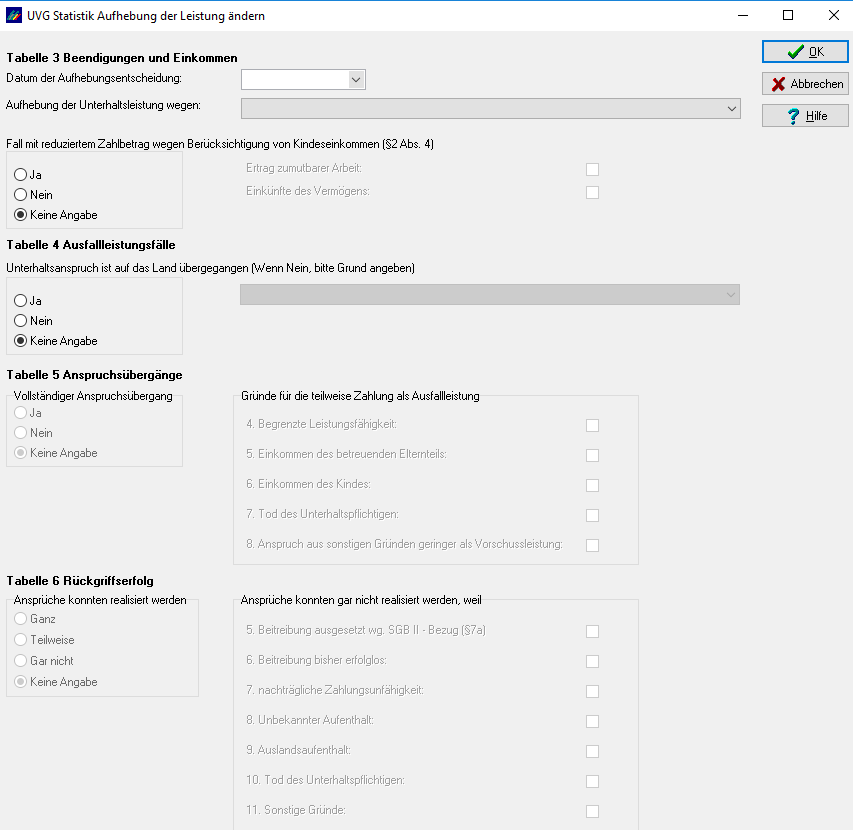 UVG Statistik Aufhebung der Leistung ändern
Tabelle 3 Beendigungen und Einkommen
OK
Datum der Aufhebungsentscheidung:
Abbrechen
Aufhebung der Unterhaltsleistung wegen:
Hilfe
Fall mit reduziertem Zahlbetrag wegen Berücksichtigung von Kindeseinkommen (§2 Abs. 4)
Ja
Ertrag zumutbarer Arbeit:
Nein
Einkünfte des Vermögens:
Keine Angabe
Tabelle 4 Ausfallleistungsfälle
Unterhaltsanspruch ist auf das Land übergegangen (Wenn Nein, bitte Grund angeben)
Ja
Nein
Keine Angabe
Tabelle 5 Anspruchsübergänge
Vollständiger Anspruchsübergang
Ja
Nein
Keine Angabe
Gründe für die teilweise Zahlung als Ausfallleistung
4. Begrenzte Leistungsfähigkeit:
5. Einkommen des betreuenden Elternteils:
6. Einkommen des Kindes:
7. Tod des Unterhaltspflichtigen:
8. Anspruch aus sonstigen Gründen geringer als Vorschussleistung:
Tabelle 6 Rückgriffserfolg
Ansprüche konnten realisiert werden
Ganz
Teilweise
Gar nicht
Keine Angabe
Ansprüche konnten gar nicht realisiert werden, weil
5. Beitreibung ausgesetzt wg. SGB II - Bezug (§7a)
6. Beitreibung bisher erfolglos:
7. nachträgliche Zahlungsunfähigkeit:
8. Unbekannter Aufenthalt:
9. Auslandsaufenthalt:
10. Tod des Unterhaltspflichtigen:
11. Sonstige Gründe: